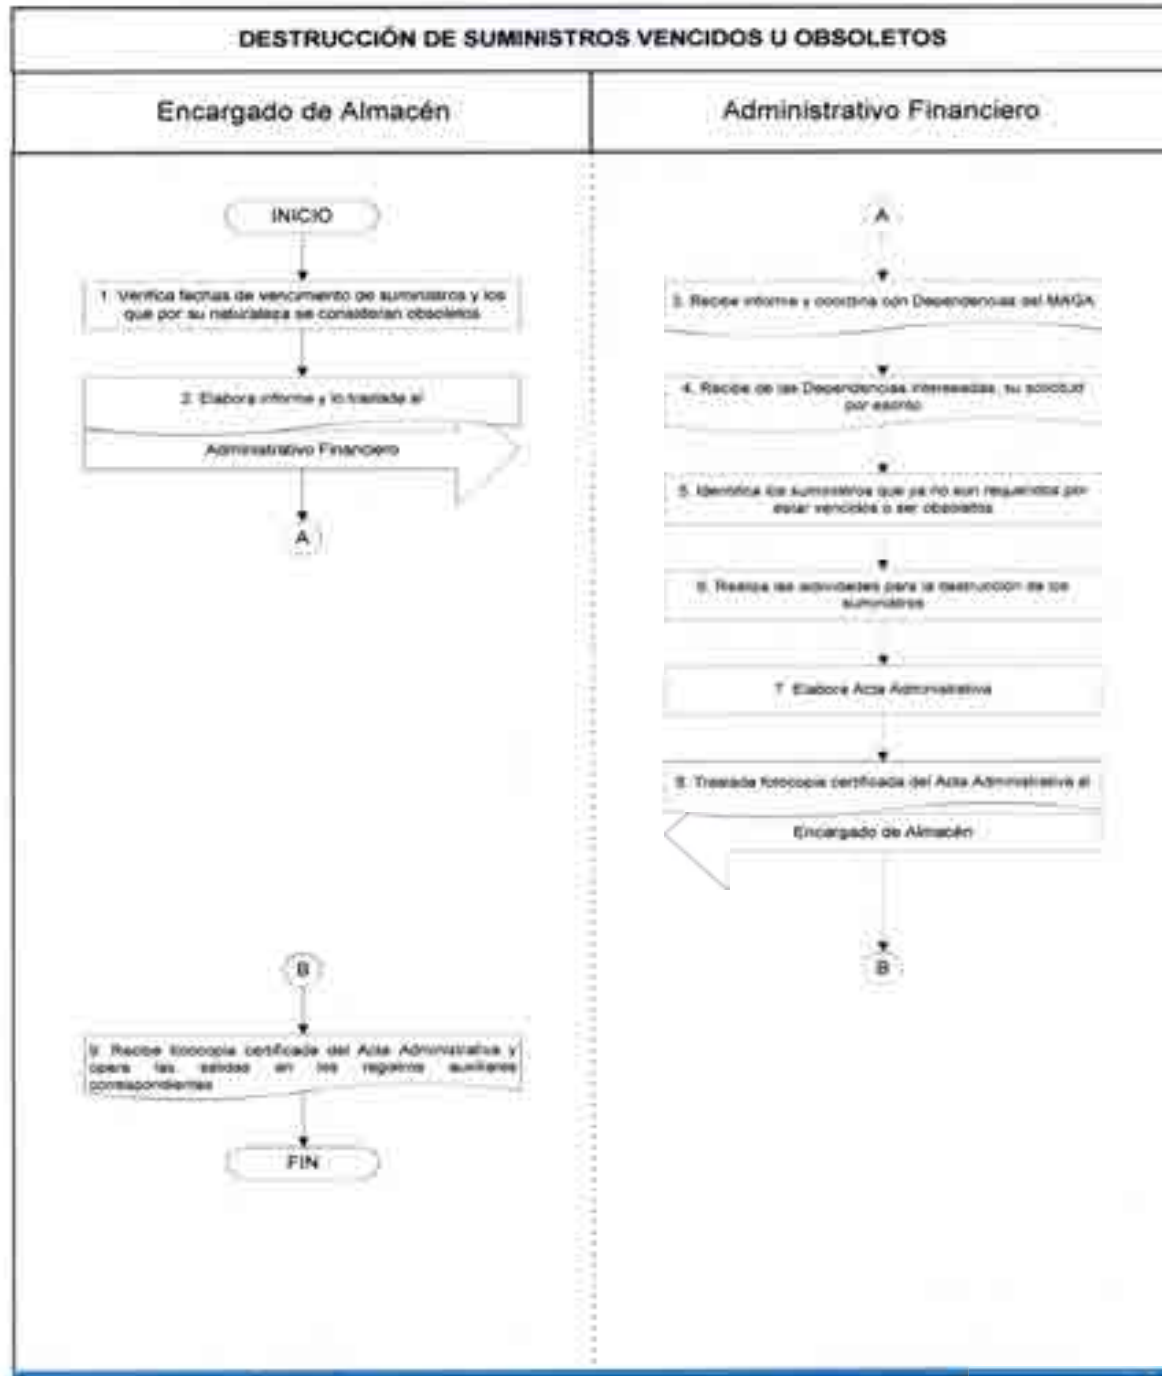 DESTRUCCIÓN DE SUMINISTROS VENCIDOS U OBSOLETOS
Encargado de Almacén
INICIO
1. Verifica fechas de vencimiento de suministros y los
que por su naturaleza se consideran obsoletos
2. Elabora informe y lo traslada al
Administrativo Financiero
A
B
9. Recibe fotocopia certificada del Acta Administrativa y
opera las salidas en los registros auxiliares
correspondientes
FIN
Administrativo Financiero
A
3. Recibe informe y coordina con Dependencias del MAGA
4. Recibe de las Dependencias interesadas, su solicitud
por escrito
5. Identifica los suministros que ya no son requeridos por
estar vencidos o ser obsoletos
6. Realiza las actividades para la destrucción de los
suministros
7. Elabora Acta Administrativa
8. Traslada fotocopia certificada del Acta Administrativa al
Encargado de Almacén
B